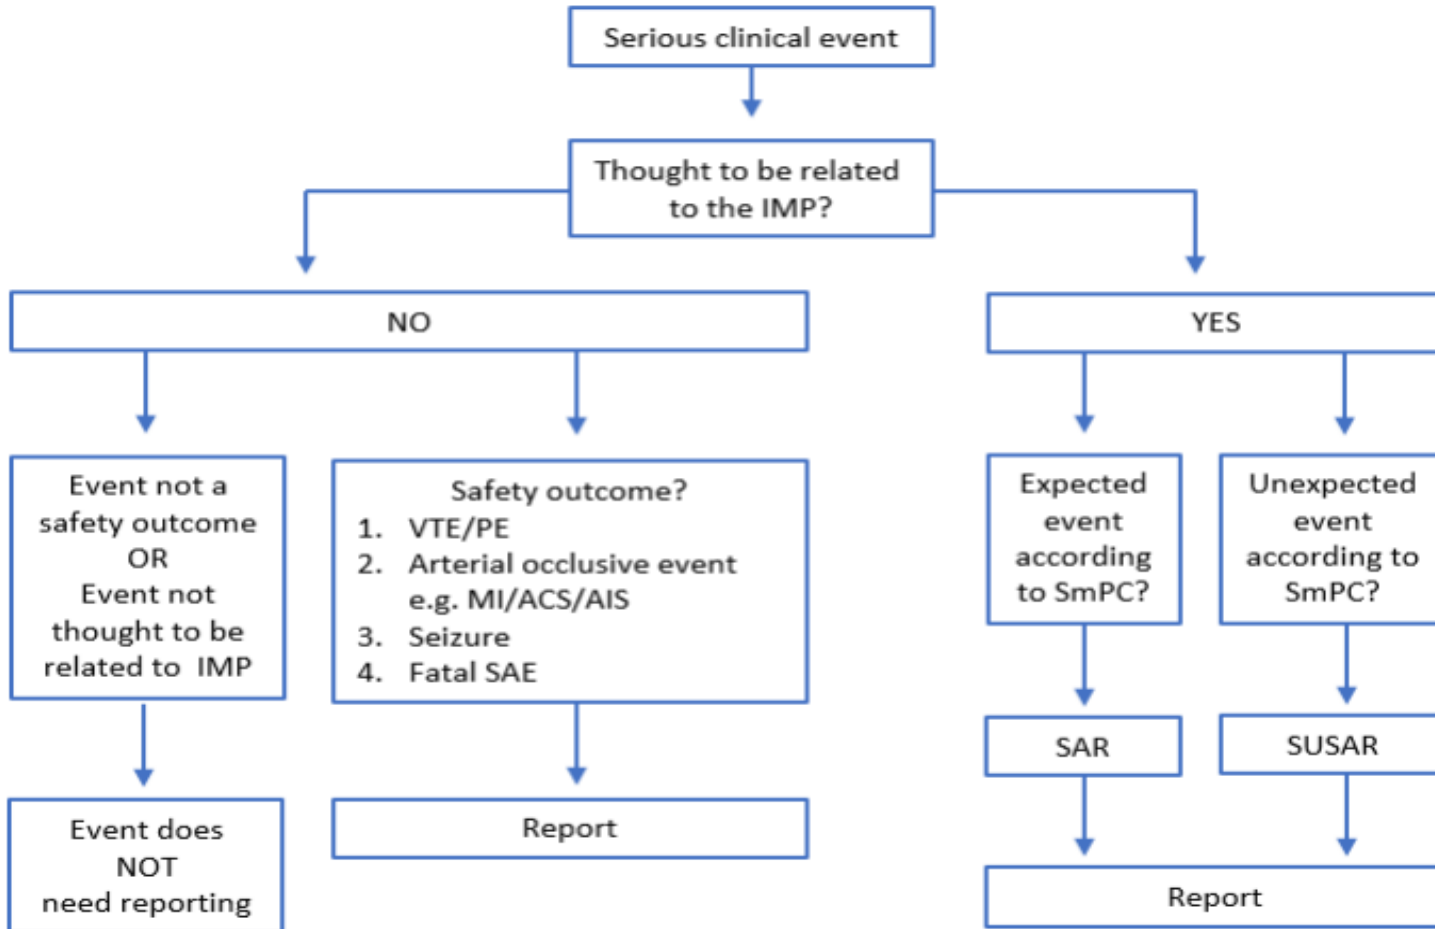 Serious clinical event
Thought to be related
to the IMP?
NO
YES
Event not a
safety outcome
OR
Event not
thought to be
related to IMP
Safety outcome?
1. VTE/PE
2. Arterial occlusive event
e.g. MI/ACS/AIS
3. Seizure
4. Fatal SAE
Expected
event
according
to SmPC?
Unexpected
event
according to
SmPC?
SAR
SUSAR
Event does
NOT
need reporting
Report
Report